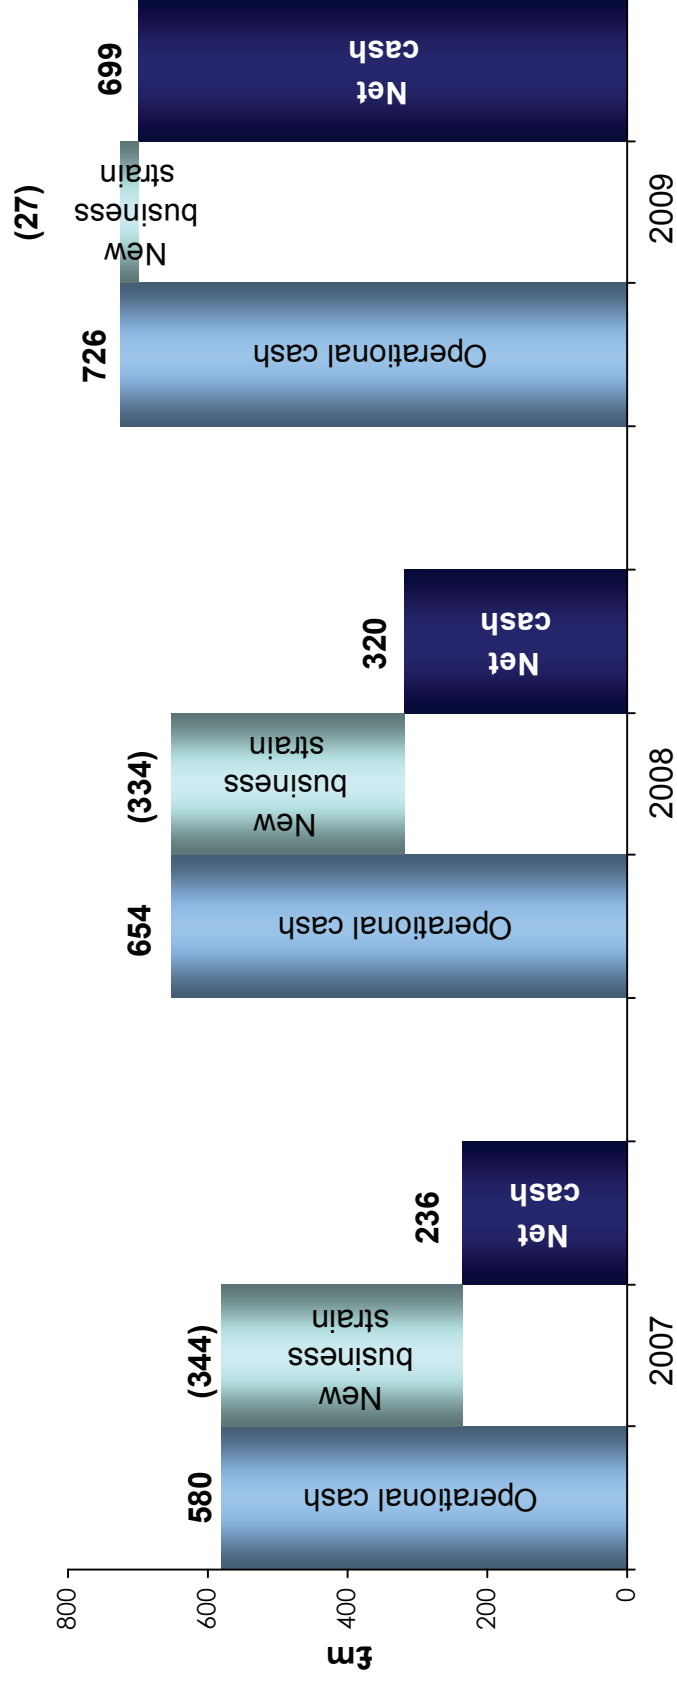 £m
800
600
400
200
0
580
Operational cash
(344)
New
business
strain
236
Net
cash
2007
654
Operational cash
(334)
New
business
strain
320
Net
cash
2008
726
Operational cash
(27)
New
business
strain
699
Net
cash
2009